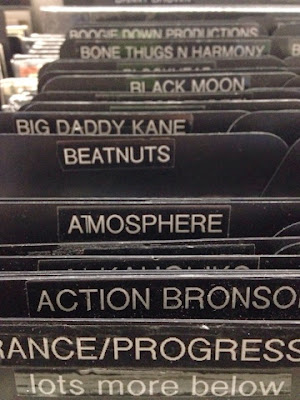 BOOGIE DOWN PRODUCTIONS
BONE THUGS N HARMONY
BLACK MOON
BIG DADDY KANE
BEATNUTS
ATMOSPHERE
ACTION BRONSO
RANCE/PROGRESS
lots more below